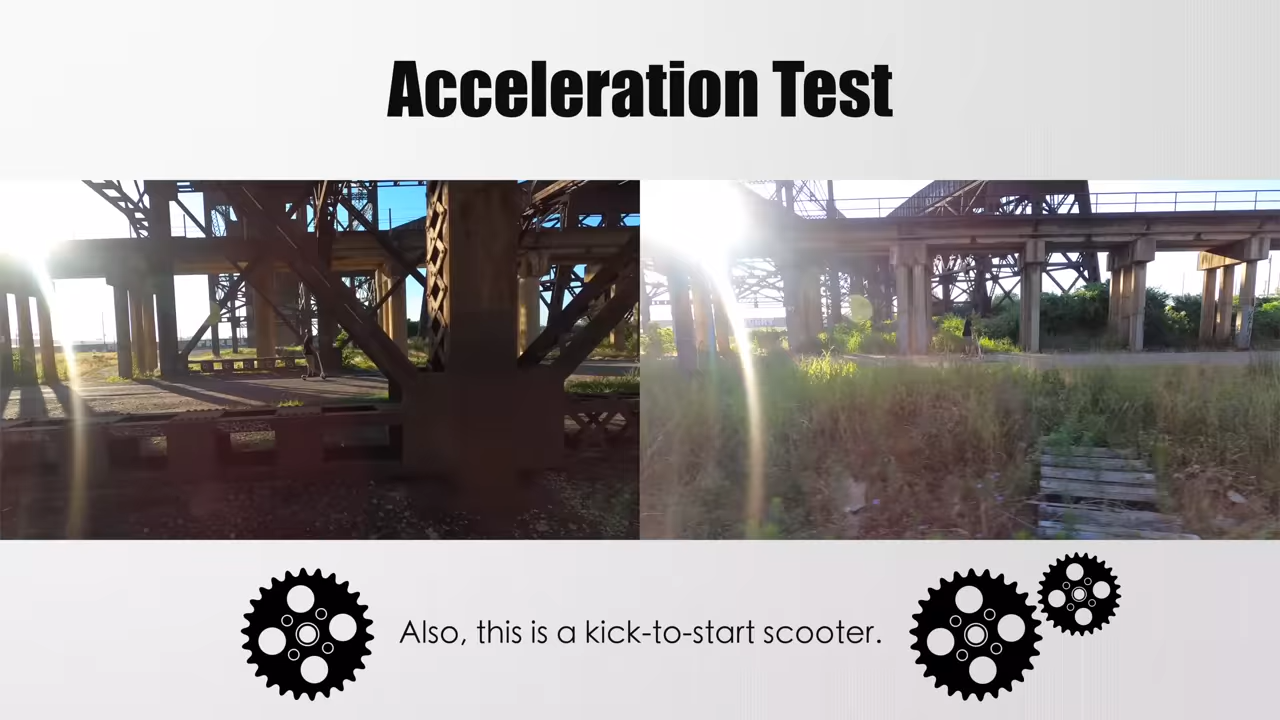 Acceleration Test
Also, this is a kick-to-start scooter.